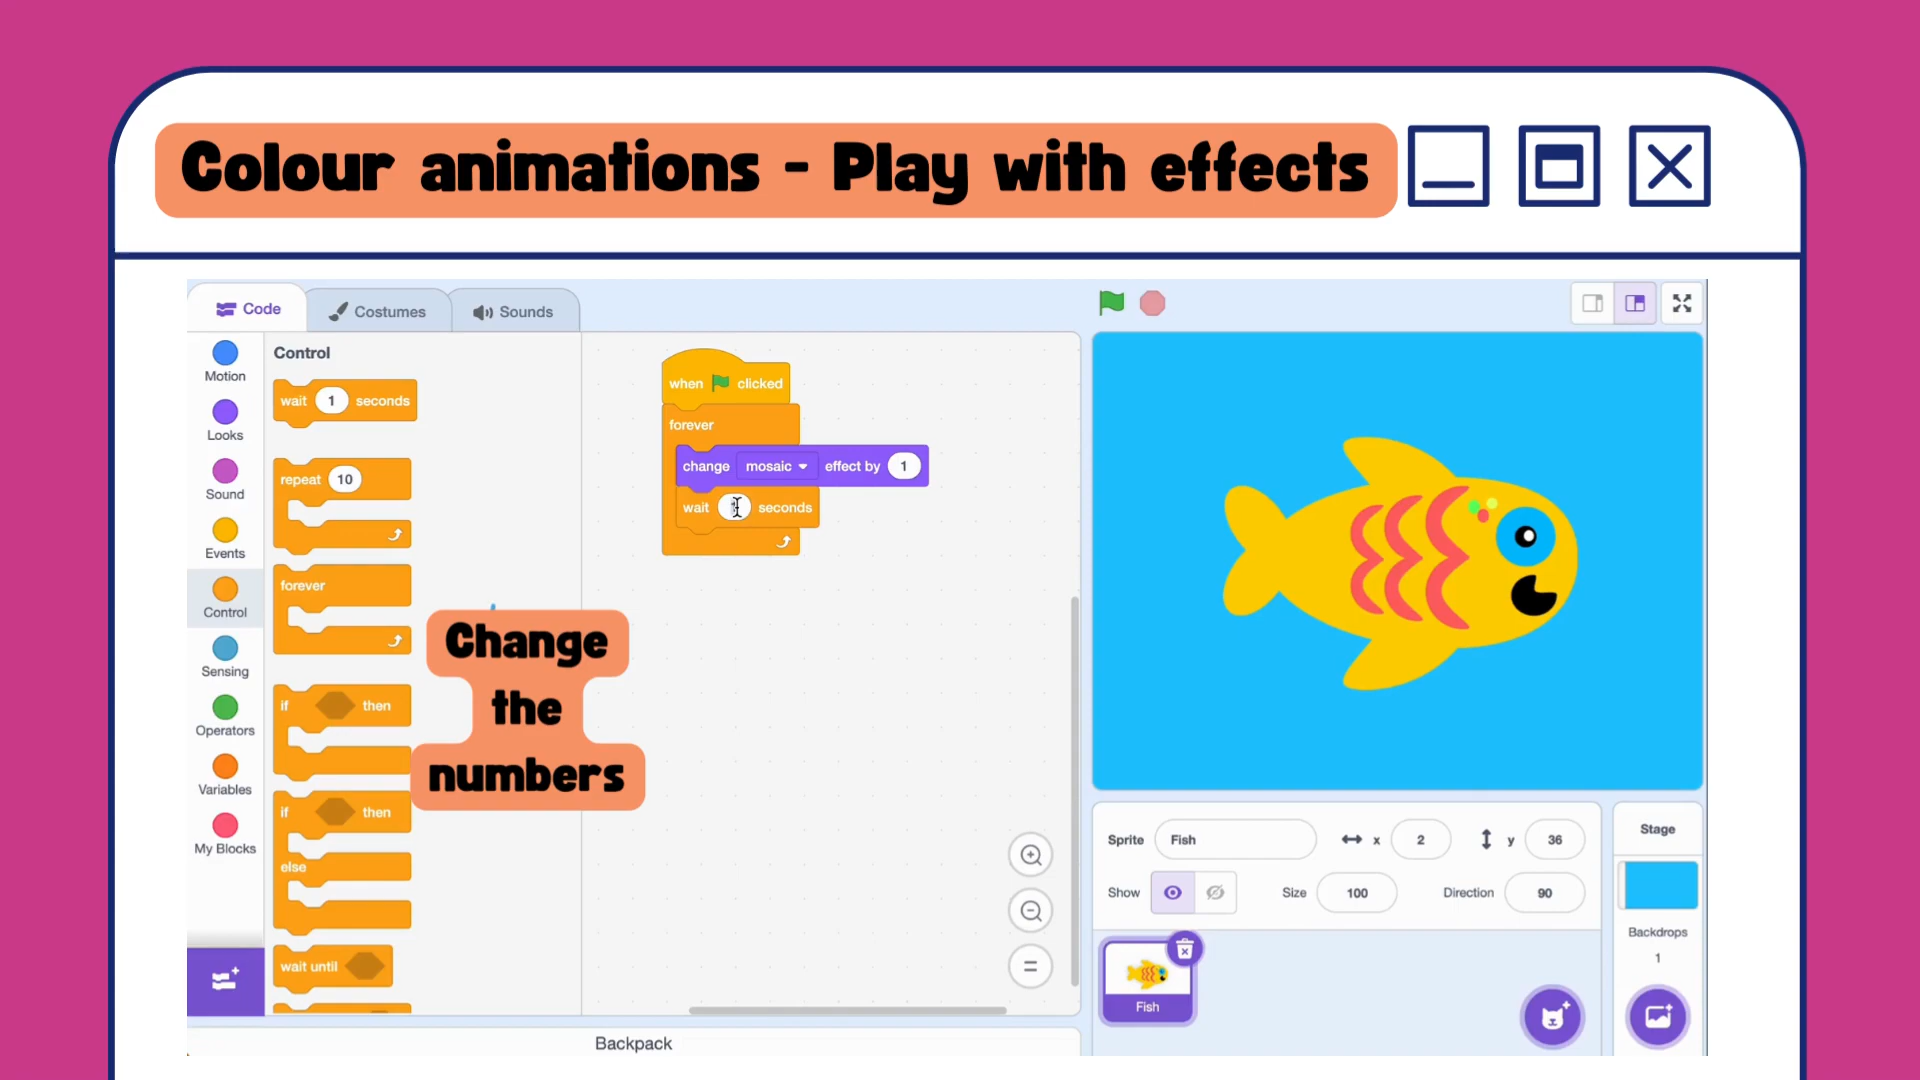 Colour animations - Play with effects
Code
Costumes
Sounds
Motion
Looks
Sound
Events
Control
Sensing
Operators
Variables
My Blocks
Control
wait 1 seconds
repeat 10
forever
if then
if then
else
wait until
when clicked
forever
change mosaic effect by 1
wait seconds
Change
the
numbers
Backpack
Sprite Fish x 2 y 36
Show Size 100 Direction 90
Fish
Stage
Backdrops
1